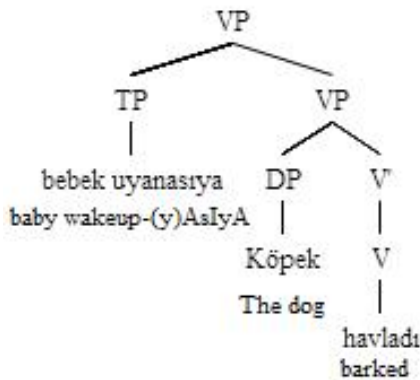 VP
TP VP
bebek uyanasıya DP V'
baby wakeup-(y)AsIyA
Köpek V
The dog
havladı
barked